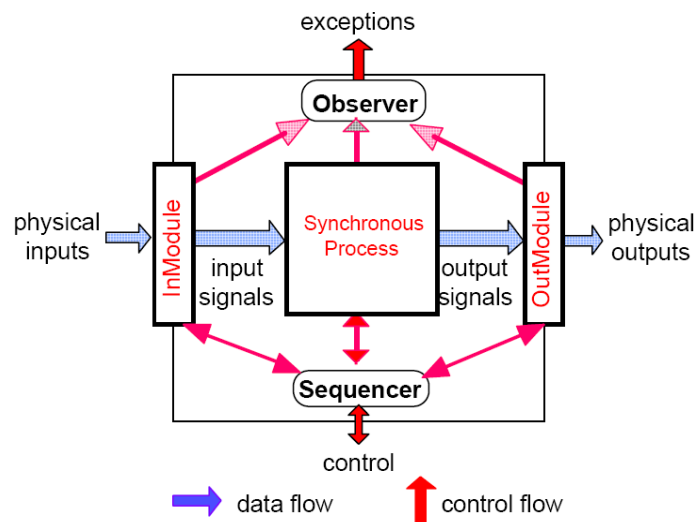 exceptions
Observer
physical
inputs
InModule
input
signals
Synchronous
Process
output
signals
OutModule
physical
outputs
Sequencer
control
data flow
control flow